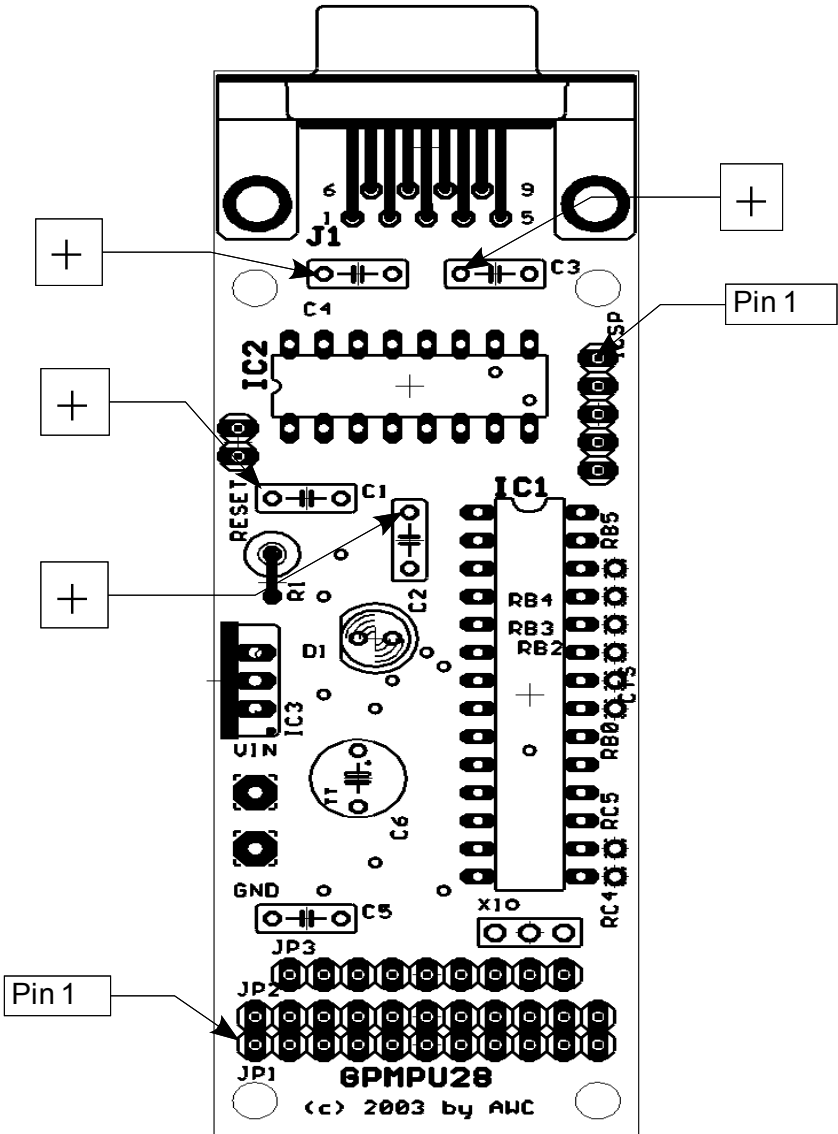 6 9
1 5
J1
+
+
C3
C4
Pin 1
ICSP
IC2
+
C1
IC1
RESET
RB5
R1
C2
+
RB4
RB3
RB2
D1
CTS
IC3
RB0
VIN
TT
+
C6
RC5
GND
C5
X10
RC4
JP3
Pin 1
JP2
JP1
GPMPU28
(c) 2003 by AWC